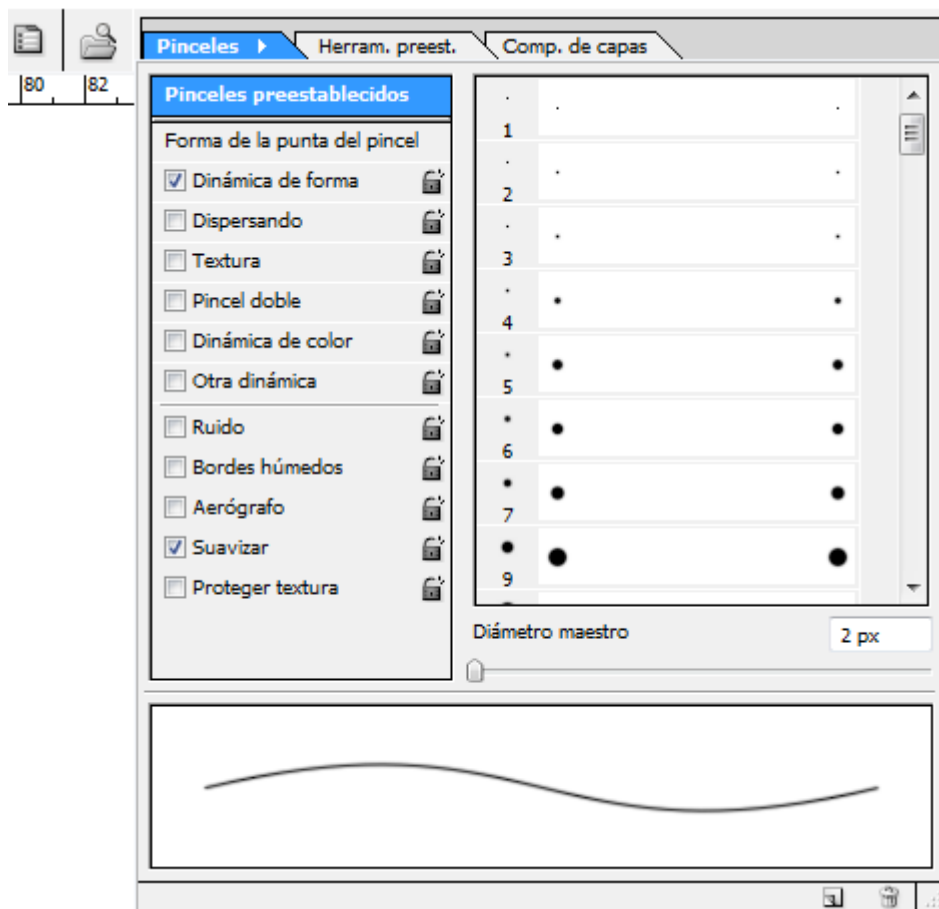 Pinceles Herram. preest. Comp. de capas
80 82
Pinceles preestablecidos
Forma de la punta del pincel
Dinámica de forma
Dispersando
Textura
Pincel doble
Dinámica de color
Otra dinámica
Ruido
Bordes húmedos
Aerógrafo
Suavizar
Proteger textura
1
2
3
4
5
6
7
9
Diámetro maestro 2 px